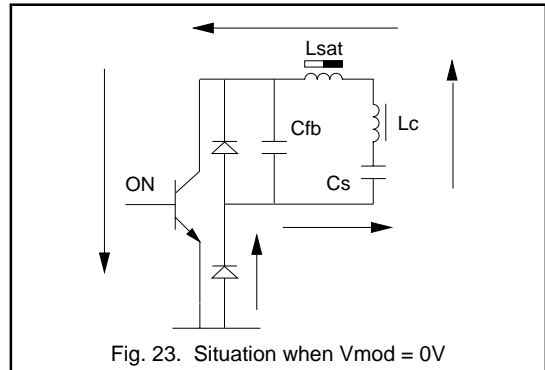 Lsat
Cfb
Lc
Cs
ON
Fig. 23. Situation when Vmod = 0V